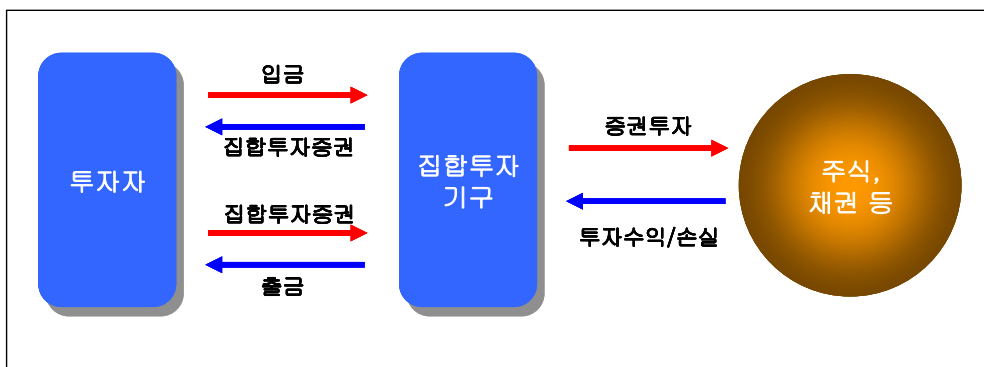 투자자
입금
집합투자증권
집합투자증권
출금
집합투자
기구
증권투자
투자수익/손실
주식,
채권 등